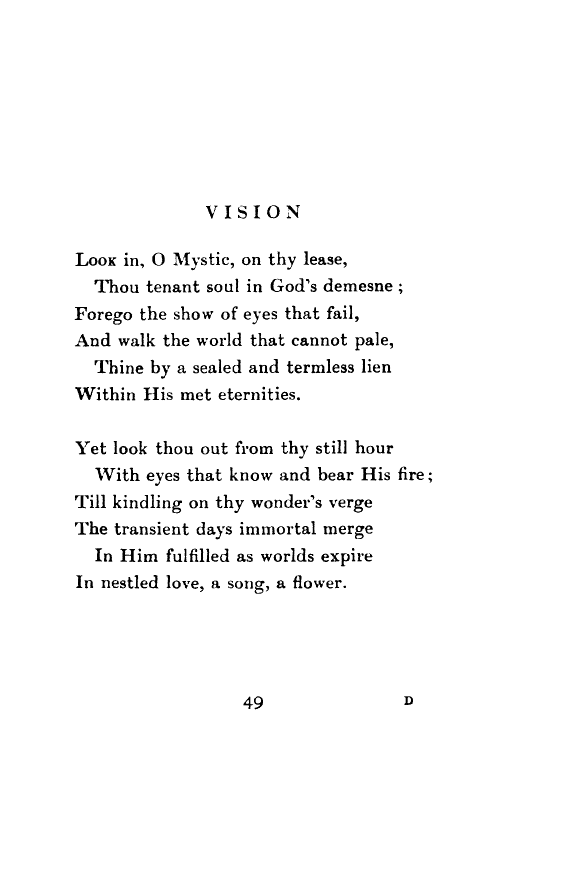 VISION
Look in, O Mystic, on thy lease,
Thou tenant soul in God's demesne ;
Forego the show of eyes that fail,
And walk the world that cannot pale,
Thine by a sealed and termless lien
Within His met eternities.
Yet look thou out from thy still hour
With eyes that know and bear His fire ;
Till kindling on thy wonder's verge
The transient days immortal merge
In Him fulfilled as worlds expire
In nestled love, a song, a flower.
49 D